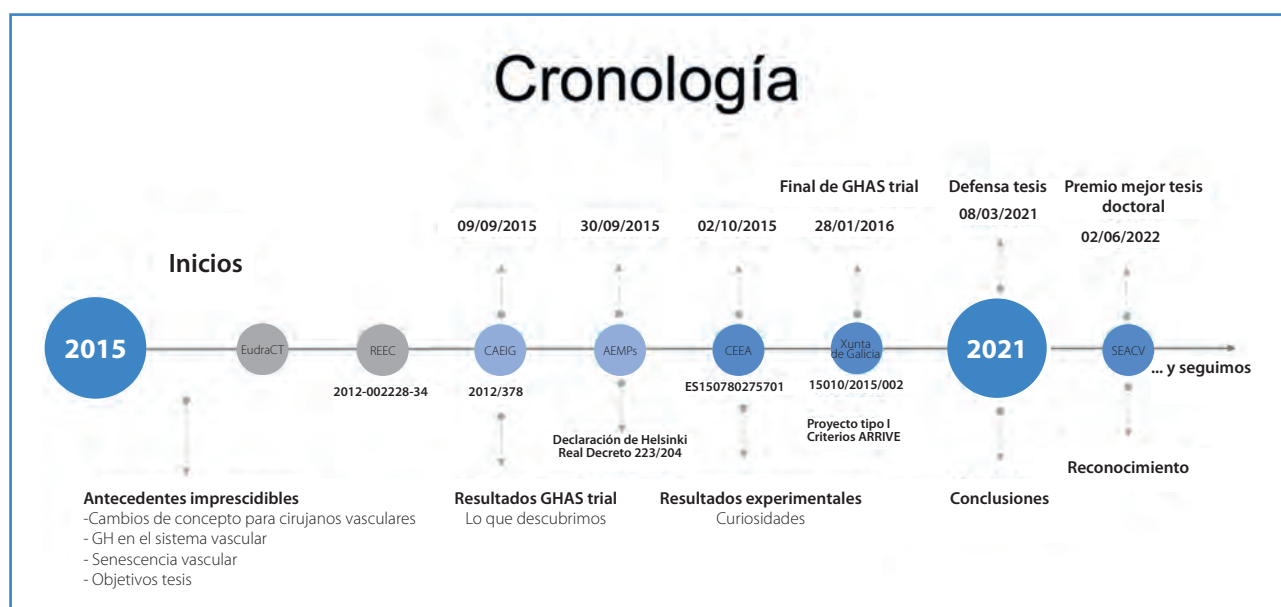 Cronología
Final de GHAS trial
Defensa tesis
Premio mejor tesis
doctoral
09/09/2015
30/09/2015
02/10/2015
28/01/2016
08/03/2021
02/06/2022
Inicios
2015
EudraCT
REEC
CAEIG
AEMPs
CEEA
Xunta
de Galicia
2021
SEACV
... y seguimos
2012-002228-34
2012/378
ES150780275701
15010/2015/002
Declaración de Helsinki
Real Decreto 223/204
Proyecto tipo I
Criterios ARRIVE
Reconocimiento
Antecedentes imprescidibles
-Cambios de concepto para cirujanos vasculares
- GH en el sistema vascular
- Senescencia vascular
- Objetivos tesis
Resultados GHAS trial
Lo que descubrimos
Resultados experimentales
Curiosidades
Conclusiones